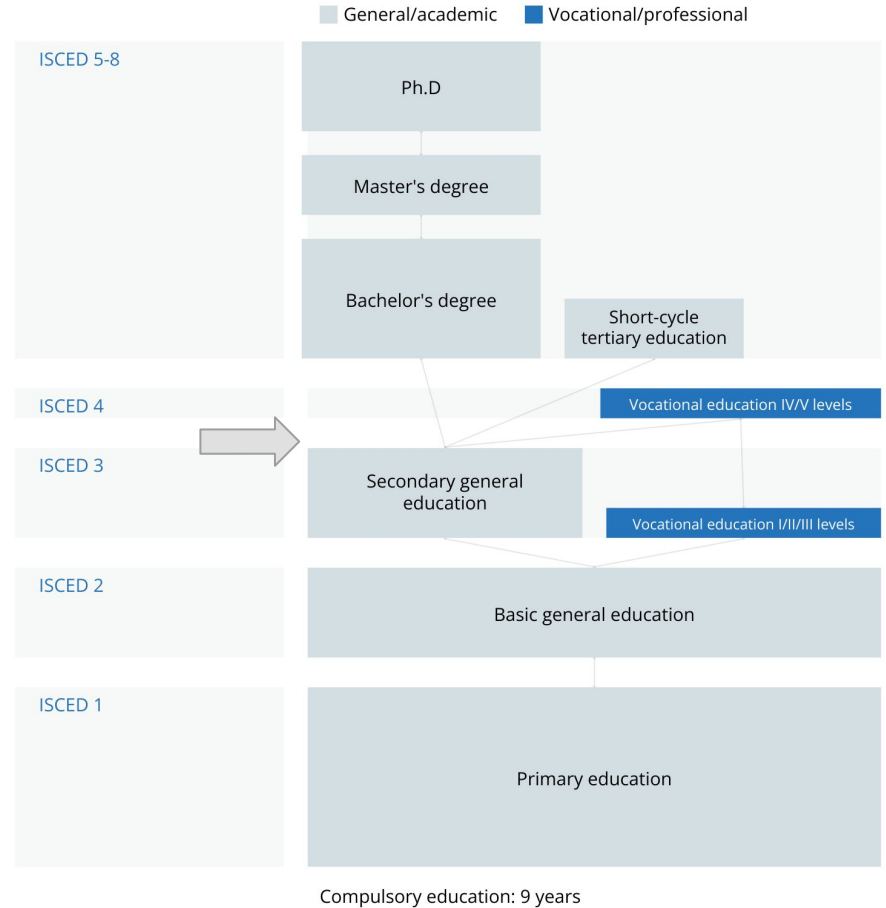 General/academic
Vocational/professional
ISCED 5-8
Ph.D
Master's degree
Bachelor's degree
Short-cycle
tertiary education
ISCED 4
Vocational education IV/V levels
ISCED 3
Secondary general
education
Vocational education I/II/III levels
ISCED 2
Basic general education
ISCED 1
Primary education
Compulsory education: 9 years